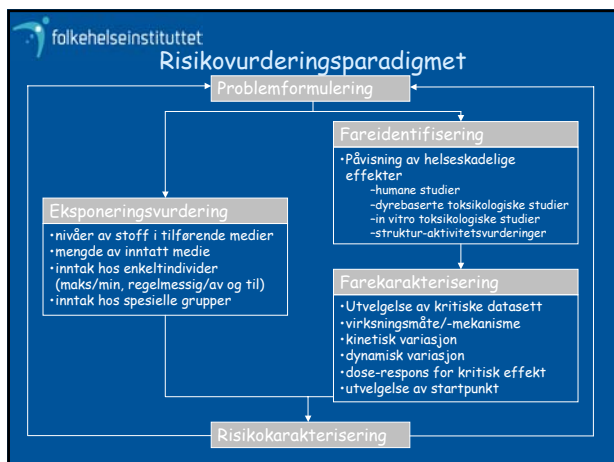 folkehelseinstituttet
Risikovurderingsparadigmet
Problemformulering
Fareidentifisering
•Påvisning av helseskadelige
effekter
–humane studier
–dyrebaserte toksikologiske studier
–in vitro toksikologiske studier
–struktur-aktivitetsvurderinger
Eksponeringsvurdering
•nivåer av stoff i tilførende medier
•mengde av inntatt medie
•inntak hos enkeltindivider
(maks/min, regelmessig/av og til)
•inntak hos spesielle grupper
Farekarakterisering
•Utvelgelse av kritiske datasett
•virksningsmåte/-mekanisme
•kinetisk variasjon
•dynamisk variasjon
•dose-respons for kritisk effekt
•utvelgelse av startpunkt
Risikokarakterisering